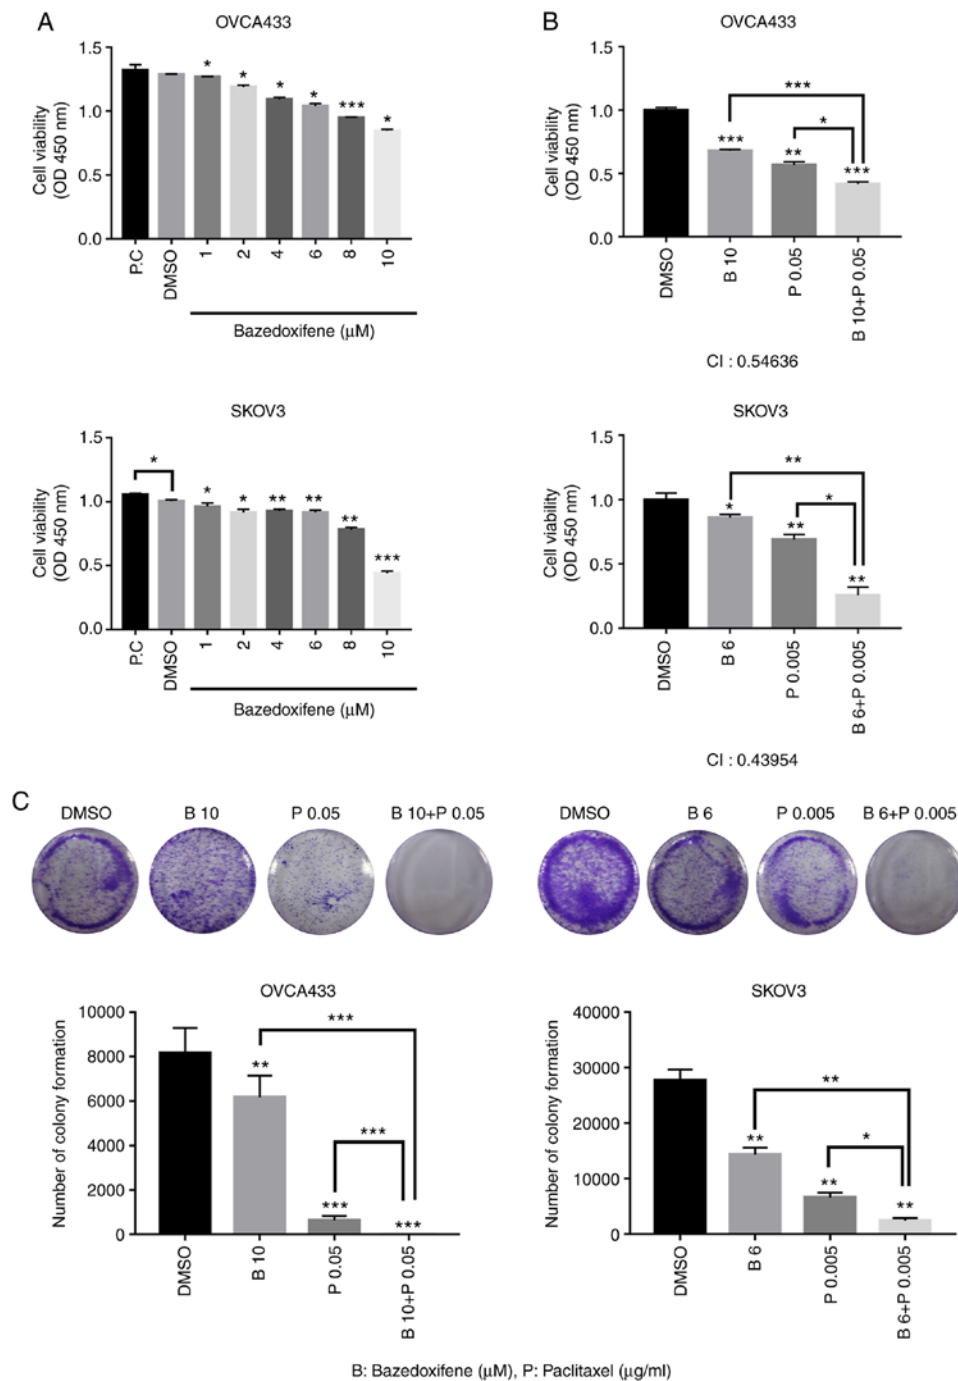 A
OVCA433
Cell viability
(OD 450 nm)
1.5
1.0
0.5
0.0
* * * * *** *
P.C
DMSO
1
2
4
6
8
10
Bazedoxifene (μM)
B
OVCA433
Cell viability
(OD 450 nm)
1.5
1.0
0.5
0.0
***
*
*** ** ***
DMSO
B 10
P 0.05
B 10+P 0.05
CI : 0.54636
SKOV3
Cell viability
(OD 450 nm)
1.5
1.0
0.5
0.0
*
* * ** ** ** ***
P.C
DMSO
1
2
4
6
8
10
Bazedoxifene (μM)
SKOV3
Cell viability
(OD 450 nm)
1.5
1.0
0.5
0.0
**
*
* ** **
DMSO
B 6
P 0.005
B 6+P 0.005
CI : 0.43954
C
DMSO B 10 P 0.05 B 10+P 0.05
DMSO B 6 P 0.005 B 6+P 0.005
OVCA433
Number of colony formation
10000
8000
6000
4000
2000
0
***
**
***
***
***
DMSO
B 10
P 0.05
B 10+P 0.05
SKOV3
Number of colony formation
40000
30000
20000
10000
0
**
**
*
**
**
DMSO
B 6
P 0.005
B 6+P 0.005
B: Bazedoxifene (μM), P: Paclitaxel (μg/ml)